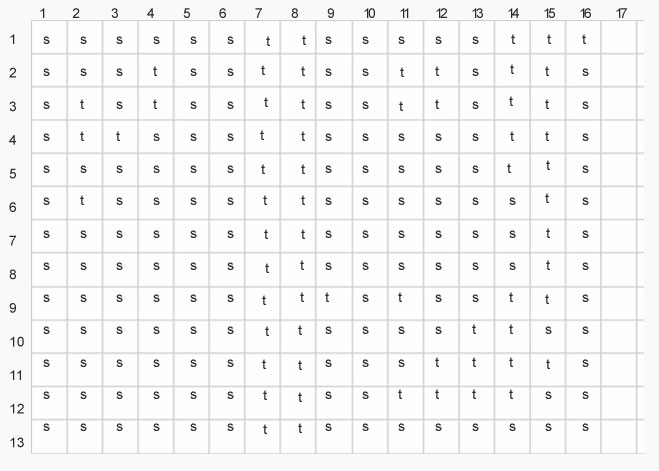 1 2 3 4 5 6 7 8 9 10 11 12 13 14 15 16 17
1 s s s s s s t t s s s s s t t t
2 s s s t s s t t s s t t s t t s
3 s t s t s s t t s s t t s t t s
4 s t t s s s t t s s s s s t t s
5 s s s s s s t t s s s s s t t s
6 s t s s s s t t s s s s s s t s
7 s s s s s s t t s s s s s s t s
8 s s s s s s t t s s s s s s t s
9 s s s s s s t t t s t s s t t s
10 s s s s s s t t s s s s t t s s
11 s s s s s s t t s s s t t t t s
12 s s s s s s t t s s t t t t s s
13 s s s s s s t t s s s s s s s s